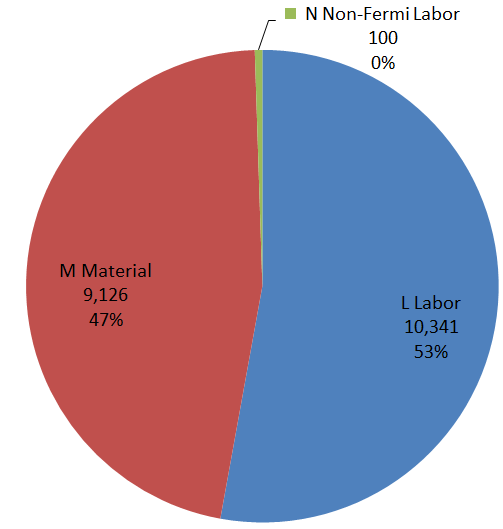 N Non-Fermi Labor
100
0%
M Material
9,126
47%
L Labor
10,341
53%